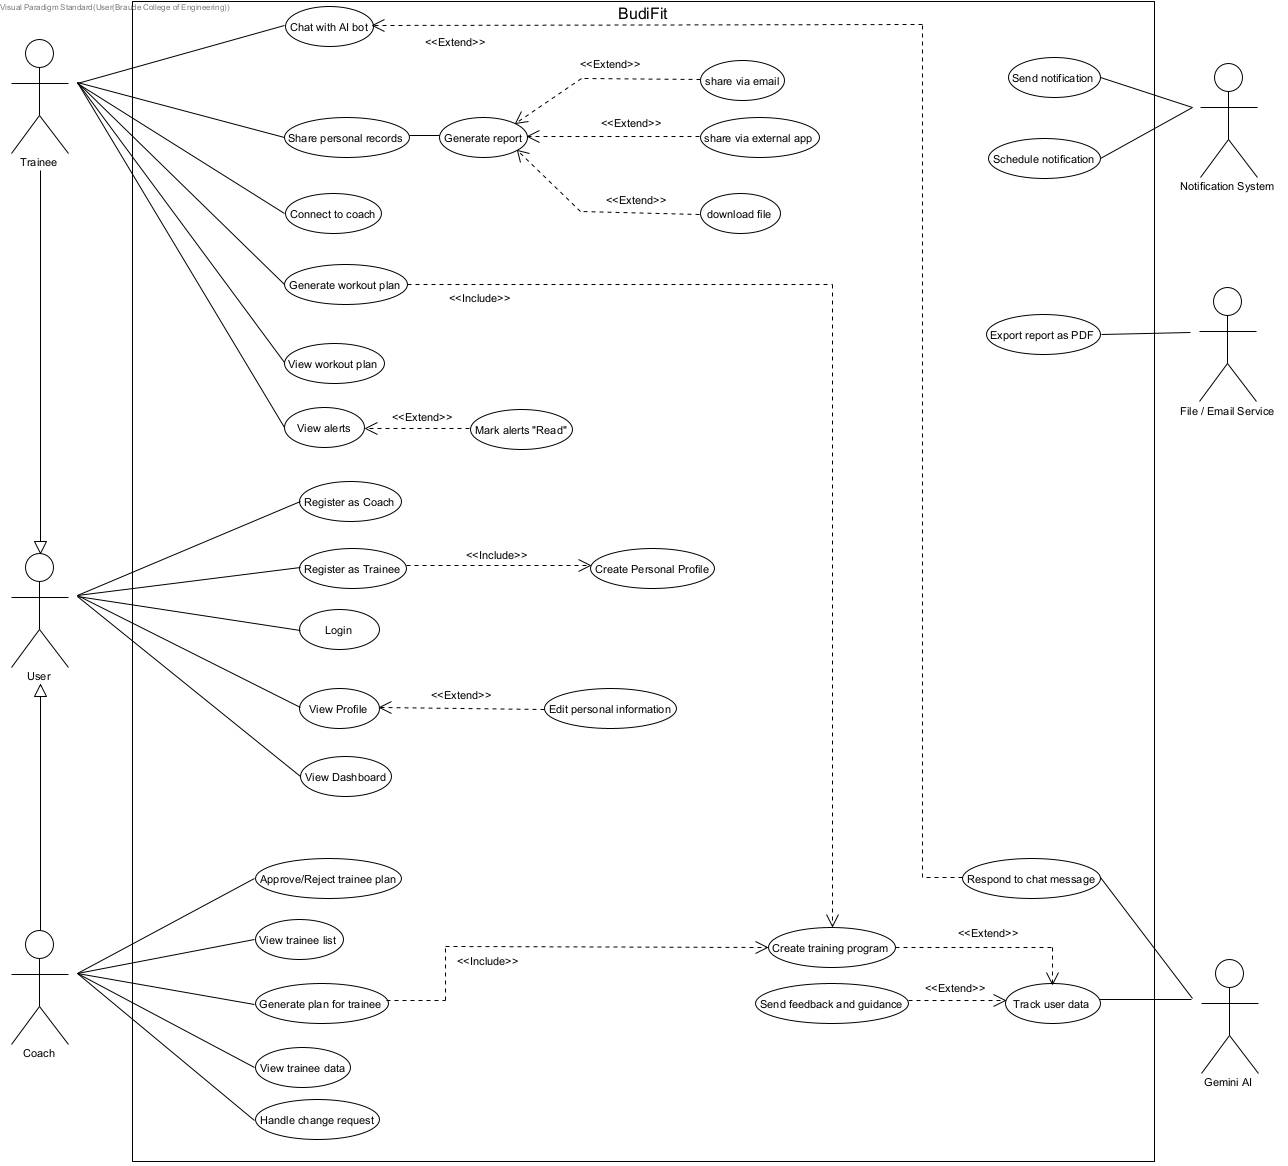 Visual Paradigm Standard(User(Braude College of Engineering))
BudiFit
Chat with AI bot
<<Extend>>
<<Extend>>
share via email
Send notification
Trainee
Share personal records
Generate report
<<Extend>>
share via external app
Schedule notification
Notification System
<<Extend>>
Connect to coach
download file
Generate workout plan
<<Include>>
Export report as PDF
View workout plan
File / Email Service
View alerts
<<Extend>>
Mark alerts "Read"
Register as Coach
Register as Trainee
<<Include>>
Create Personal Profile
Login
User
View Profile
<<Extend>>
Edit personal information
View Dashboard
Approve/Reject trainee plan
Respond to chat message
View trainee list
<<Include>>
Create training program
<<Extend>>
Generate plan for trainee
Send feedback and guidance
<<Extend>>
Track user data
Coach
View trainee data
Gemini AI
Handle change request